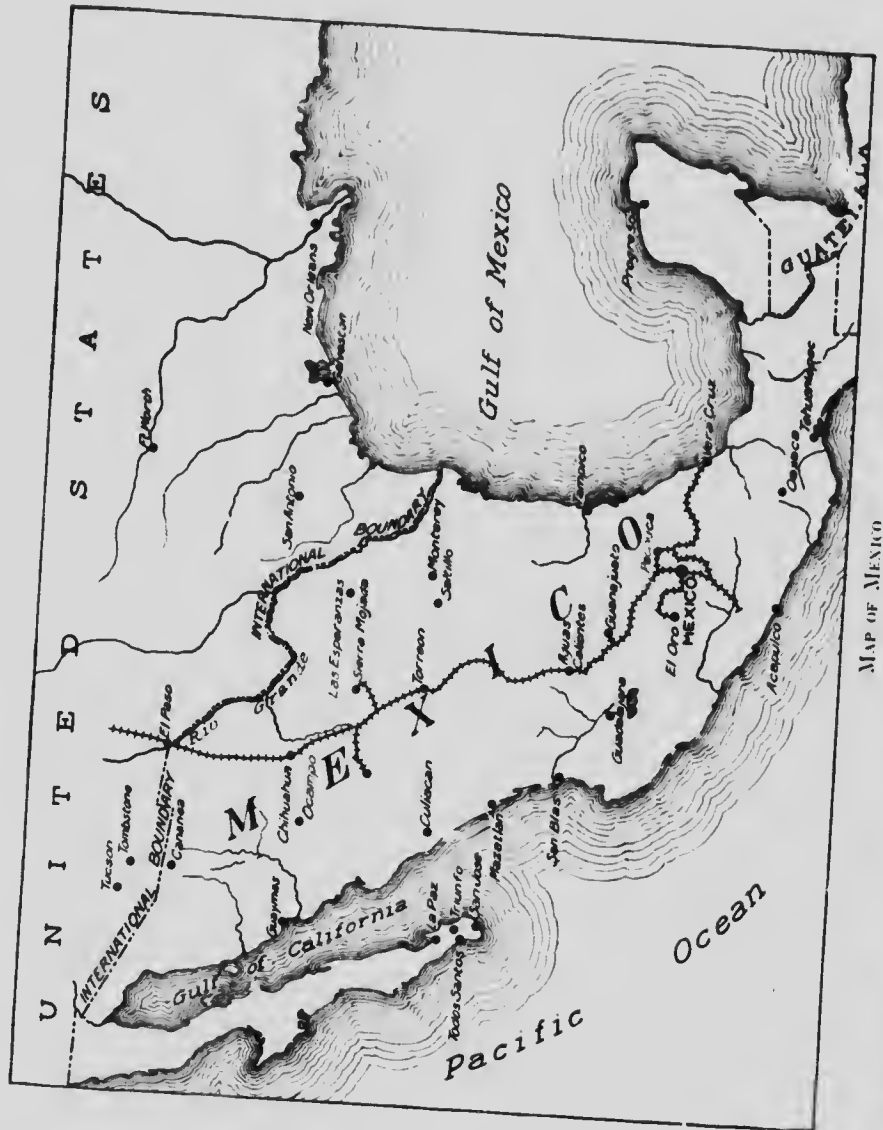 UNITED STATES
Tucson
Tombstone
INTERNATIONAL BOUNDARY
Cananea
El Paso
Rio Grande
Ft. Worth
San Antonio
New Orleans
Galveston
INTERNATIONAL BOUNDARY
MEXICO
Guaymas
Chihuahua
Ocampo
Las Esperanzas
Sierra Mojada
Monterey
Saltillo
Torreon
Culiacan
Gulf of California
Gulf of Mexico
La Paz
Triunfo
San Jose
Todos Santos
Mazatlan
San Blas
Tampico
Aguas
Calientes
Guanajuato
Guadalajara
Pachuca
El Oro
MEXICO
Vera Cruz
Progreso
Oaxaca
Tehuantepec
Acapulco
GUATEMALA
Pacific Ocean
MAP OF MEXICO